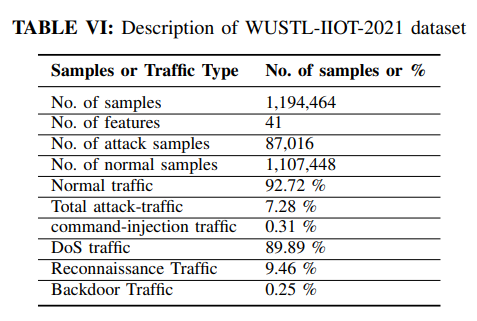 TABLE VI: Description of WUSTL-IIOT-2021 dataset
Samples or Traffic Type No. of samples or %
No. of samples 1,194,464
No. of features 41
No. of attack samples 87,016
No. of normal samples 1,107,448
Normal traffic 92.72 %
Total attack-traffic 7.28 %
command-injection traffic 0.31 %
DoS traffic 89.89 %
Reconnaissance Traffic 9.46 %
Backdoor Traffic 0.25 %